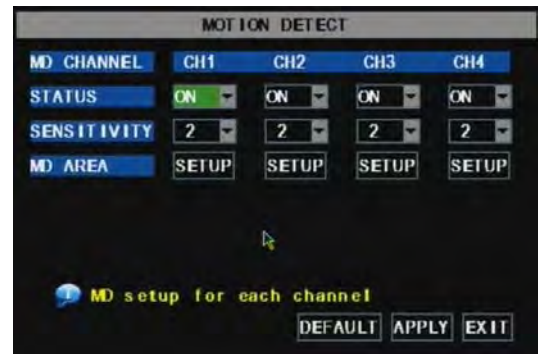 MOTION DETECT
MD CHANNEL CH1 CH2 CH3 CH4
STATUS ON ON ON ON
SENSITIVITY 2 2 2 2
MD AREA SETUP SETUP SETUP SETUP
MD setup for each channel
DEFAULT APPLY EXIT